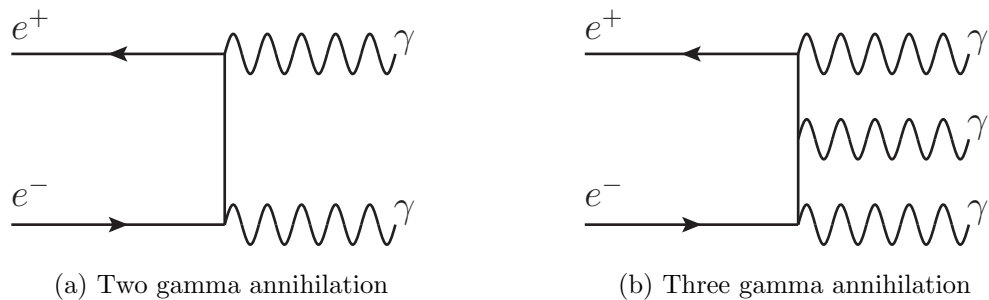 e⁺ γ e⁺ γ
γ
e⁻ γ e⁻ γ
(a) Two gamma annihilation (b) Three gamma annihilation